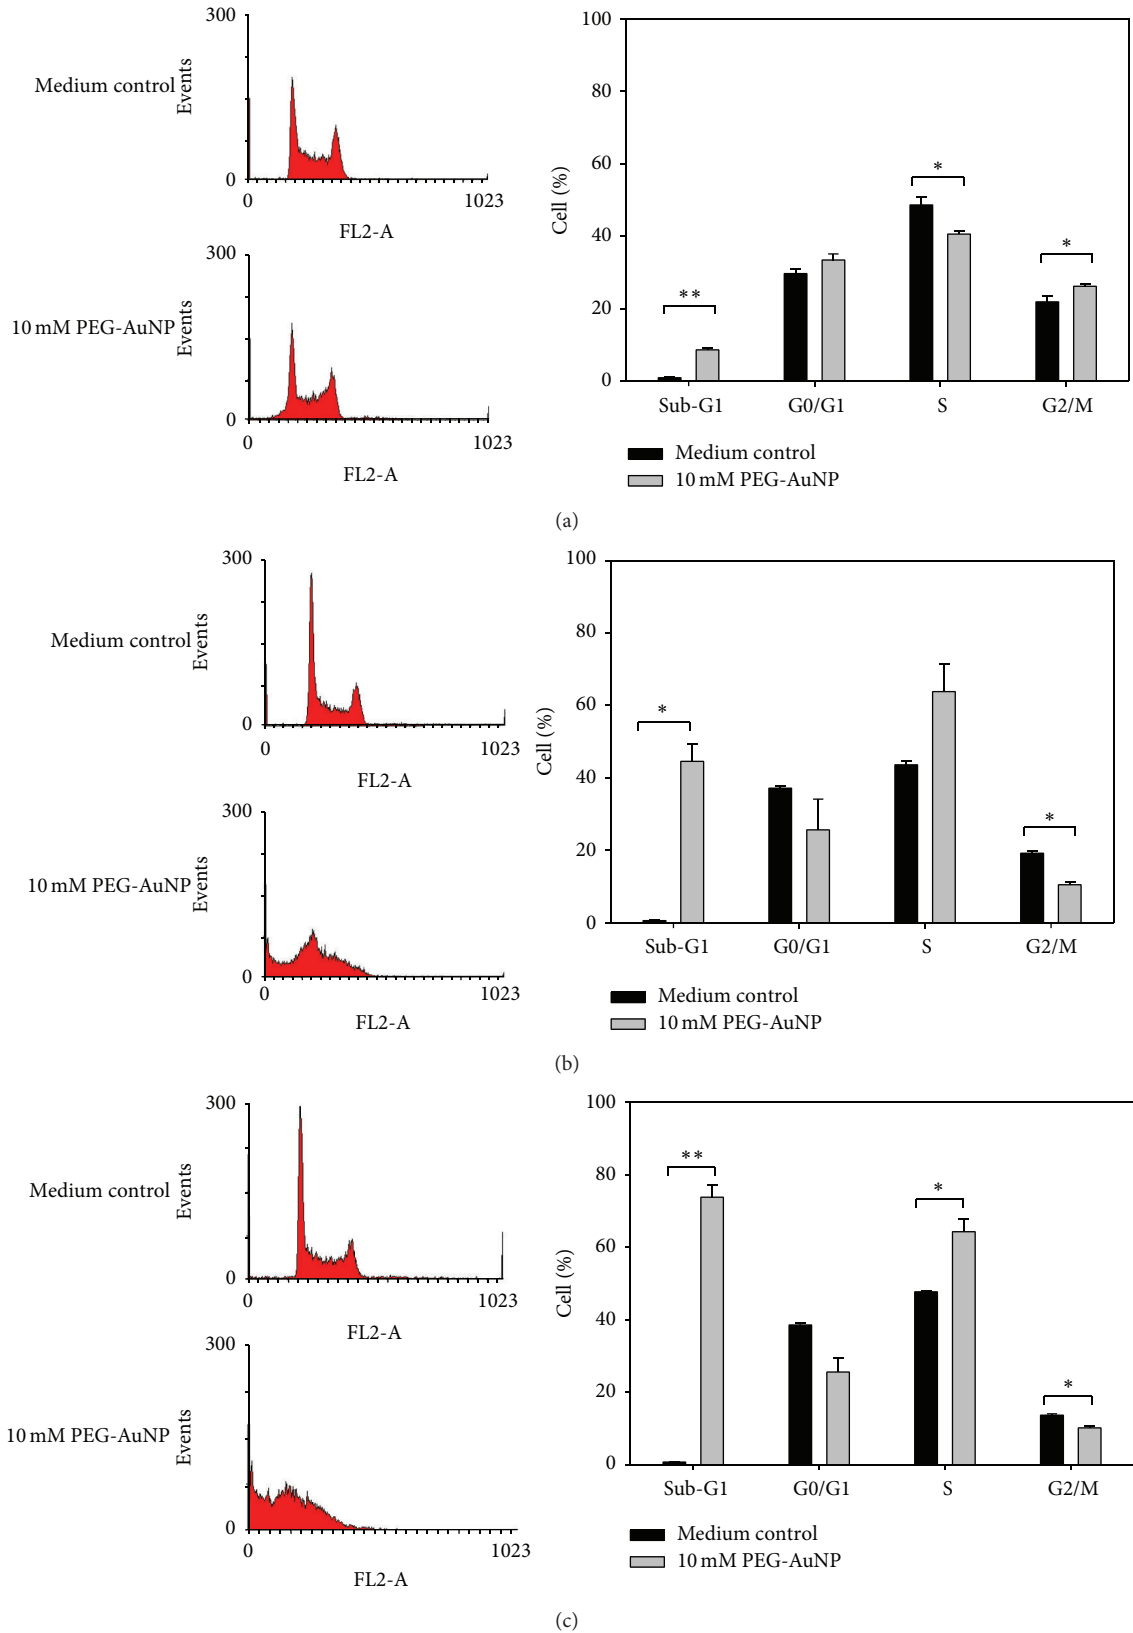 300
Medium control
Events
0
0
1023
FL2-A
300
10 mM PEG-AuNP
Events
0
0
1023
FL2-A
100
80
60
40
20
0
Cell (%)
**
*
*
Sub-G1
G0/G1
S
G2/M
Medium control
10 mM PEG-AuNP
(a)
300
Medium control
Events
0
0
1023
FL2-A
300
10 mM PEG-AuNP
Events
0
0
1023
FL2-A
100
80
60
40
20
0
Cell (%)
*
*
Sub-G1
G0/G1
S
G2/M
Medium control
10 mM PEG-AuNP
(b)
300
Medium control
Events
0
0
1023
FL2-A
300
10 mM PEG-AuNP
Events
0
0
1023
FL2-A
100
80
60
40
20
0
Cell (%)
**
*
*
Sub-G1
G0/G1
S
G2/M
Medium control
10 mM PEG-AuNP
(c)